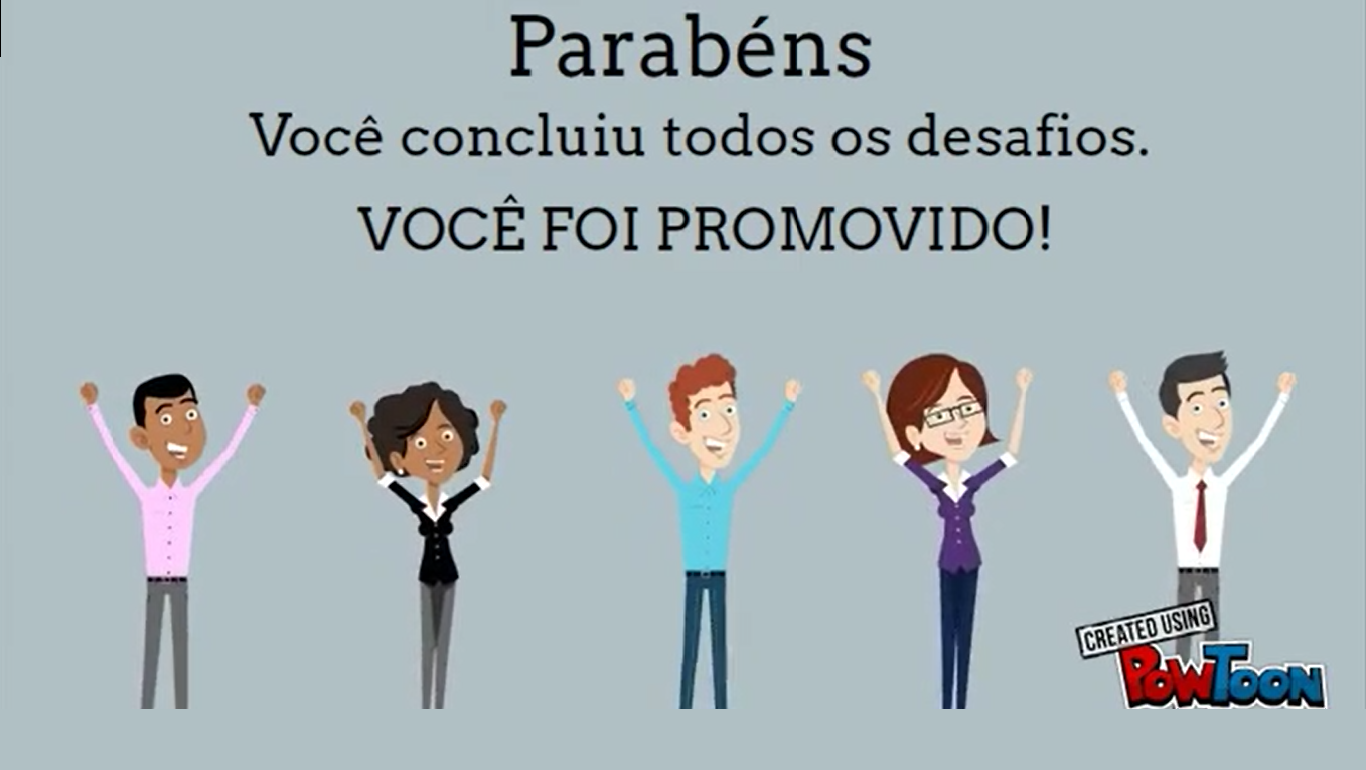 Parabéns
Você concluiu todos os desafios.
VOCÊ FOI PROMOVIDO!
CREATED USING
POWTOON